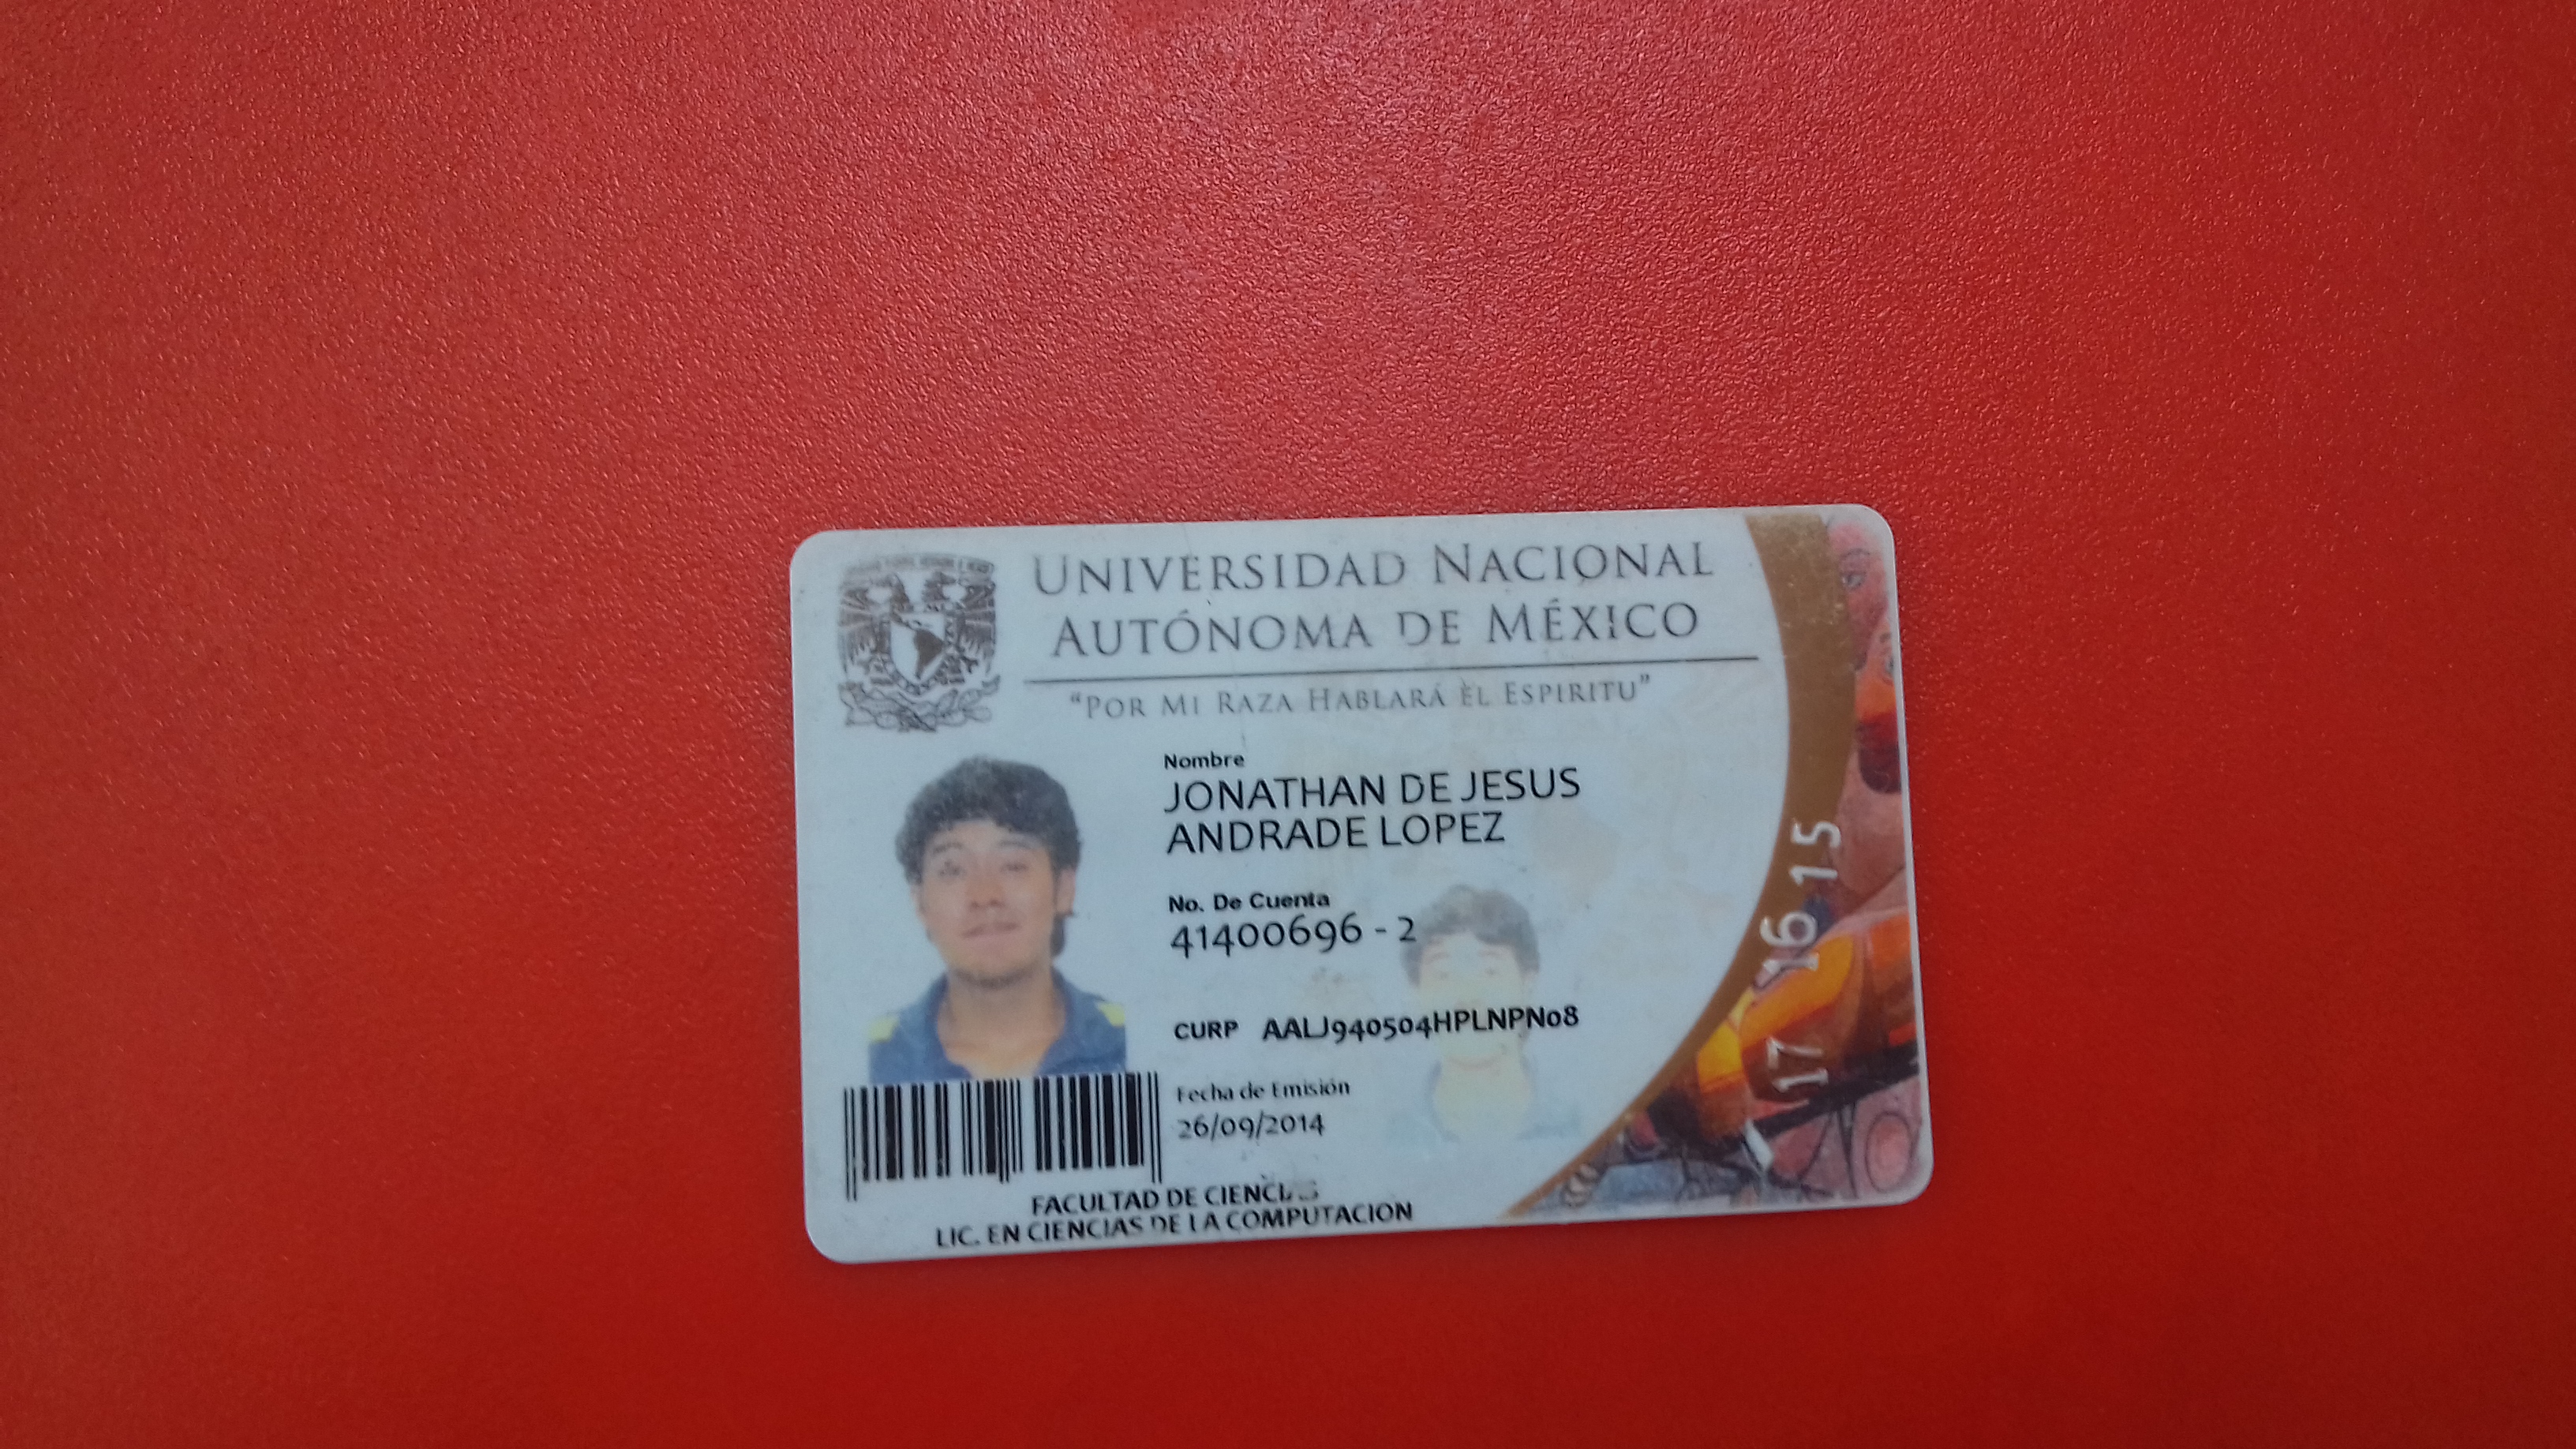 UNIVERSIDAD NACIONAL
AUTÓNOMA DE MÉXICO
"POR MI RAZA HABLARÁ EL ESPIRITU"
Nombre
JONATHAN DE JESUS
ANDRADE LOPEZ
No. De Cuenta
41400696 - 2
CURP AALJ940504HPLNPN08
Fecha de Emisión
26/09/2014
FACULTAD DE CIENCIAS
LIC. EN CIENCIAS DE LA COMPUTACION
15
16
17